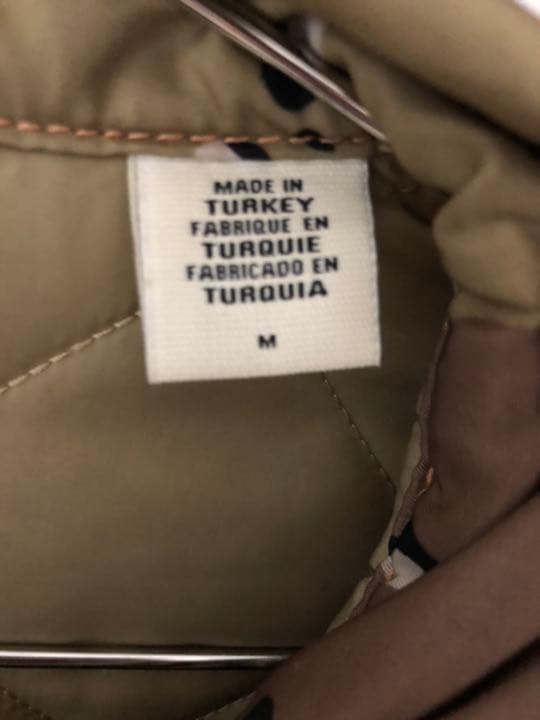 MADE IN
TURKEY
FABRIQUE EN
TURQUIE
FABRICADO EN
TURQUIA
M